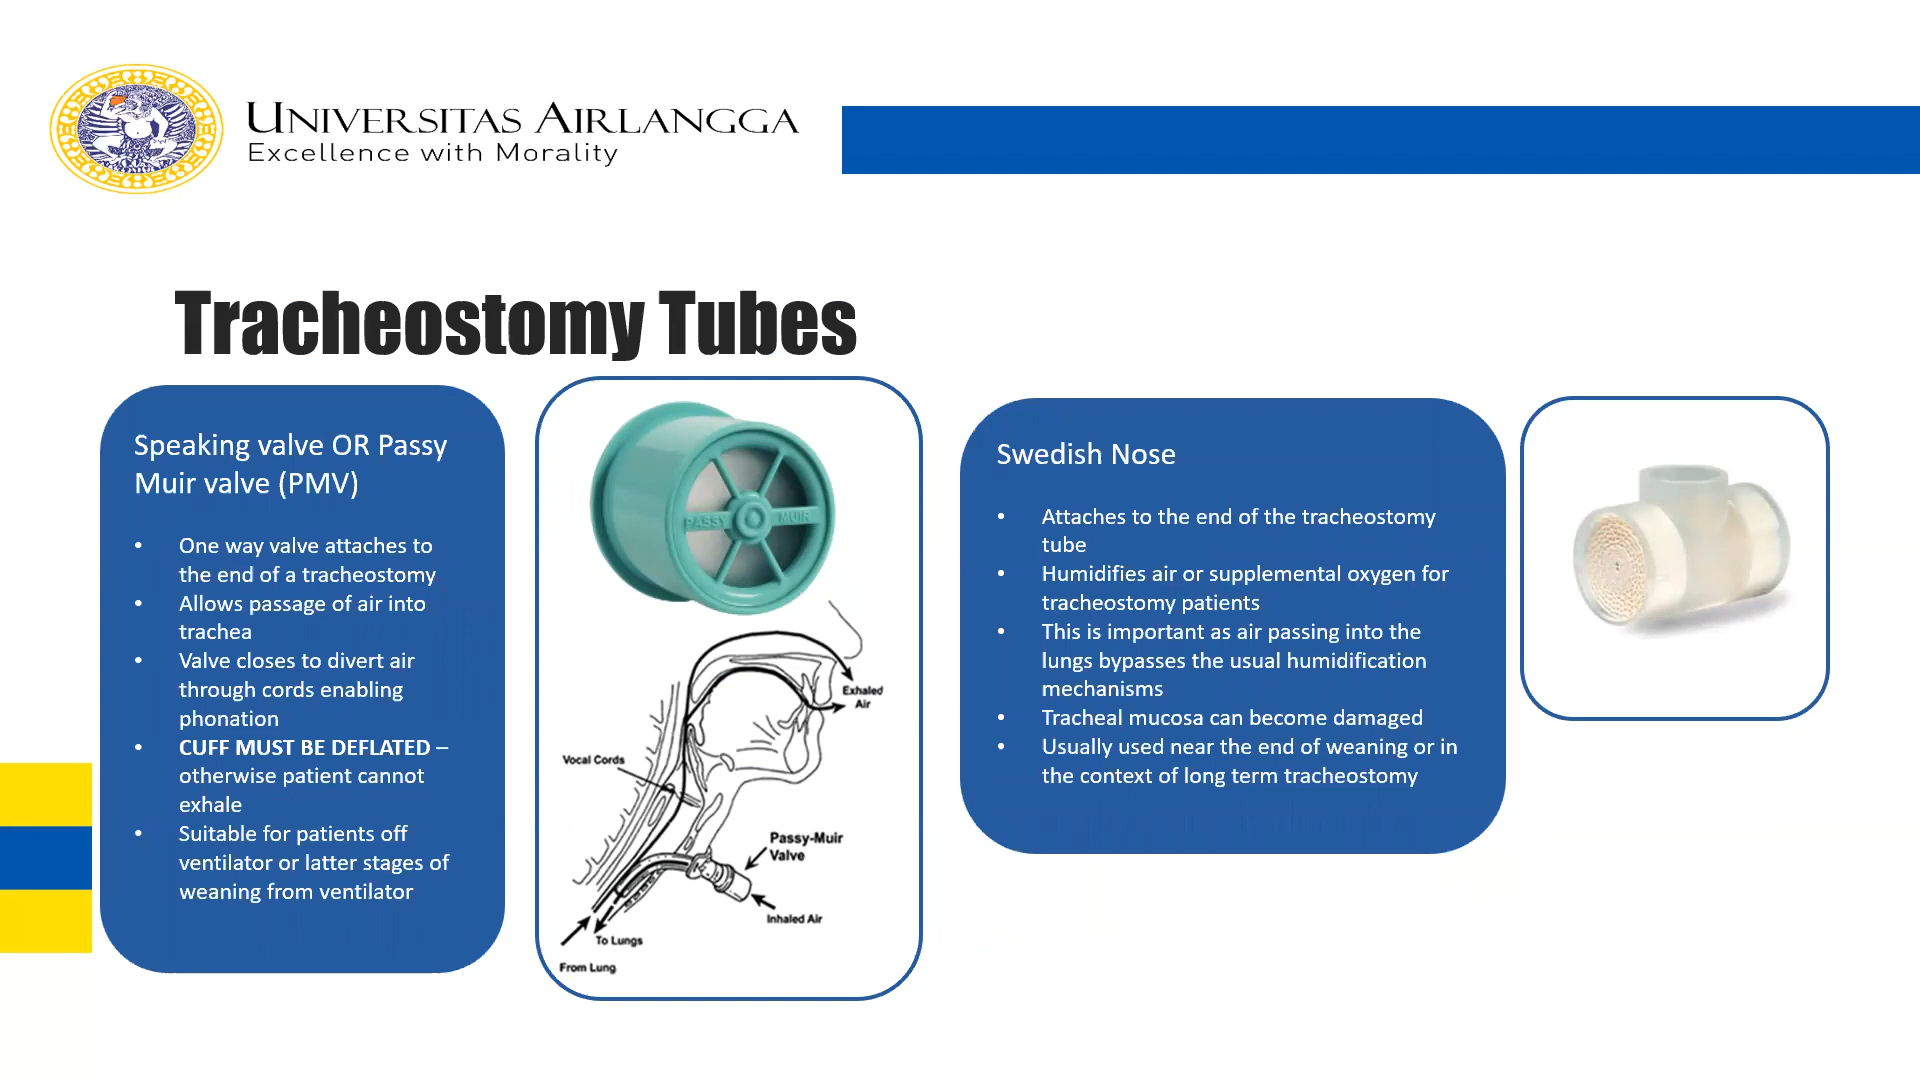 UNIVERSITAS AIRLANGGA
Excellence with Morality
Tracheostomy Tubes
Speaking valve OR Passy
Muir valve (PMV)
• One way valve attaches to
the end of a tracheostomy
• Allows passage of air into
trachea
• Valve closes to divert air
through cords enabling
phonation
• CUFF MUST BE DEFLATED –
otherwise patient cannot
exhale
• Suitable for patients off
ventilator or latter stages of
weaning from ventilator
PASSY MUIR
Exhaled
Air
Vocal Cords
Passy-Muir
Valve
Inhaled Air
To Lungs
From Lung
Swedish Nose
• Attaches to the end of the tracheostomy
tube
• Humidifies air or supplemental oxygen for
tracheostomy patients
• This is important as air passing into the
lungs bypasses the usual humidification
mechanisms
• Tracheal mucosa can become damaged
• Usually used near the end of weaning or in
the context of long term tracheostomy